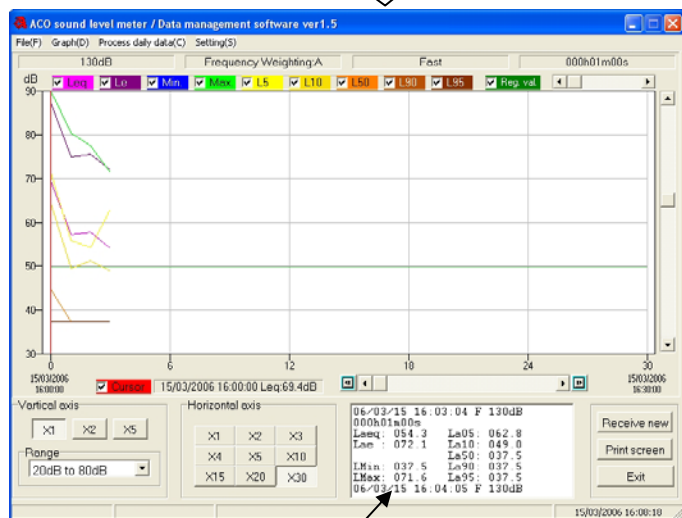 ACO sound level meter / Data management software ver1.5
File(F) Graph(D) Process daily data(C) Setting(S)
130dB Frequency Weighting:A Fast 000h01m00s
dB Leq Le Min Max L5 L10 L50 L90 L95 Reg. val.
90
80
70
60
50
40
30
0 6 12 18 24 30
15/03/2006 16:00:00 Cursor 15/03/2006 16:00:00 Leq:69.4dB 15/03/2006 16:30:00
Vertical axis
X1 X2 X5
Range
20dB to 80dB
Horizontal axis
X1 X2 X3
X4 X5 X10
X15 X20 X30
06/03/15 16:03:04 F 130dB
000h01m00s
Laeq: 054.3 La05: 062.8
Lae : 072.1 La10: 049.0
La50: 037.5
LMin: 037.5 La90: 037.5
LMax: 071.6 La95: 037.5
06/03/15 16:04:05 F 130dB
Receive new
Print screen
Exit
15/03/2006 16:00:10